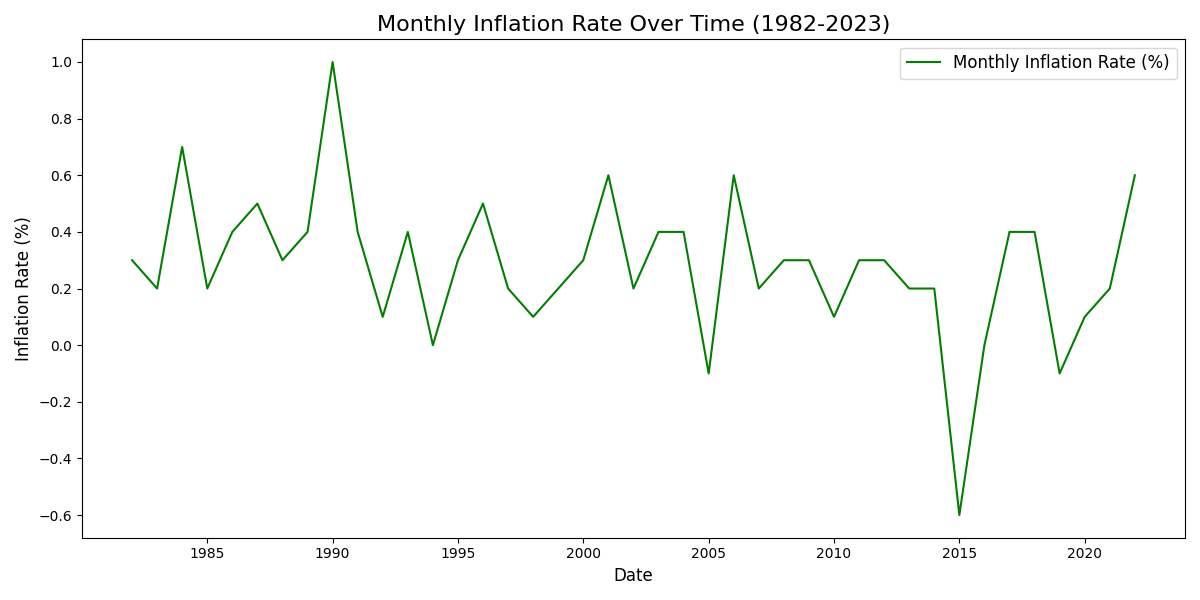 Monthly Inflation Rate Over Time (1982-2023)
Monthly Inflation Rate (%)
Inflation Rate (%)
1.0
0.8
0.6
0.4
0.2
0.0
−0.2
−0.4
−0.6
1985 1990 1995 2000 2005 2010 2015 2020
Date